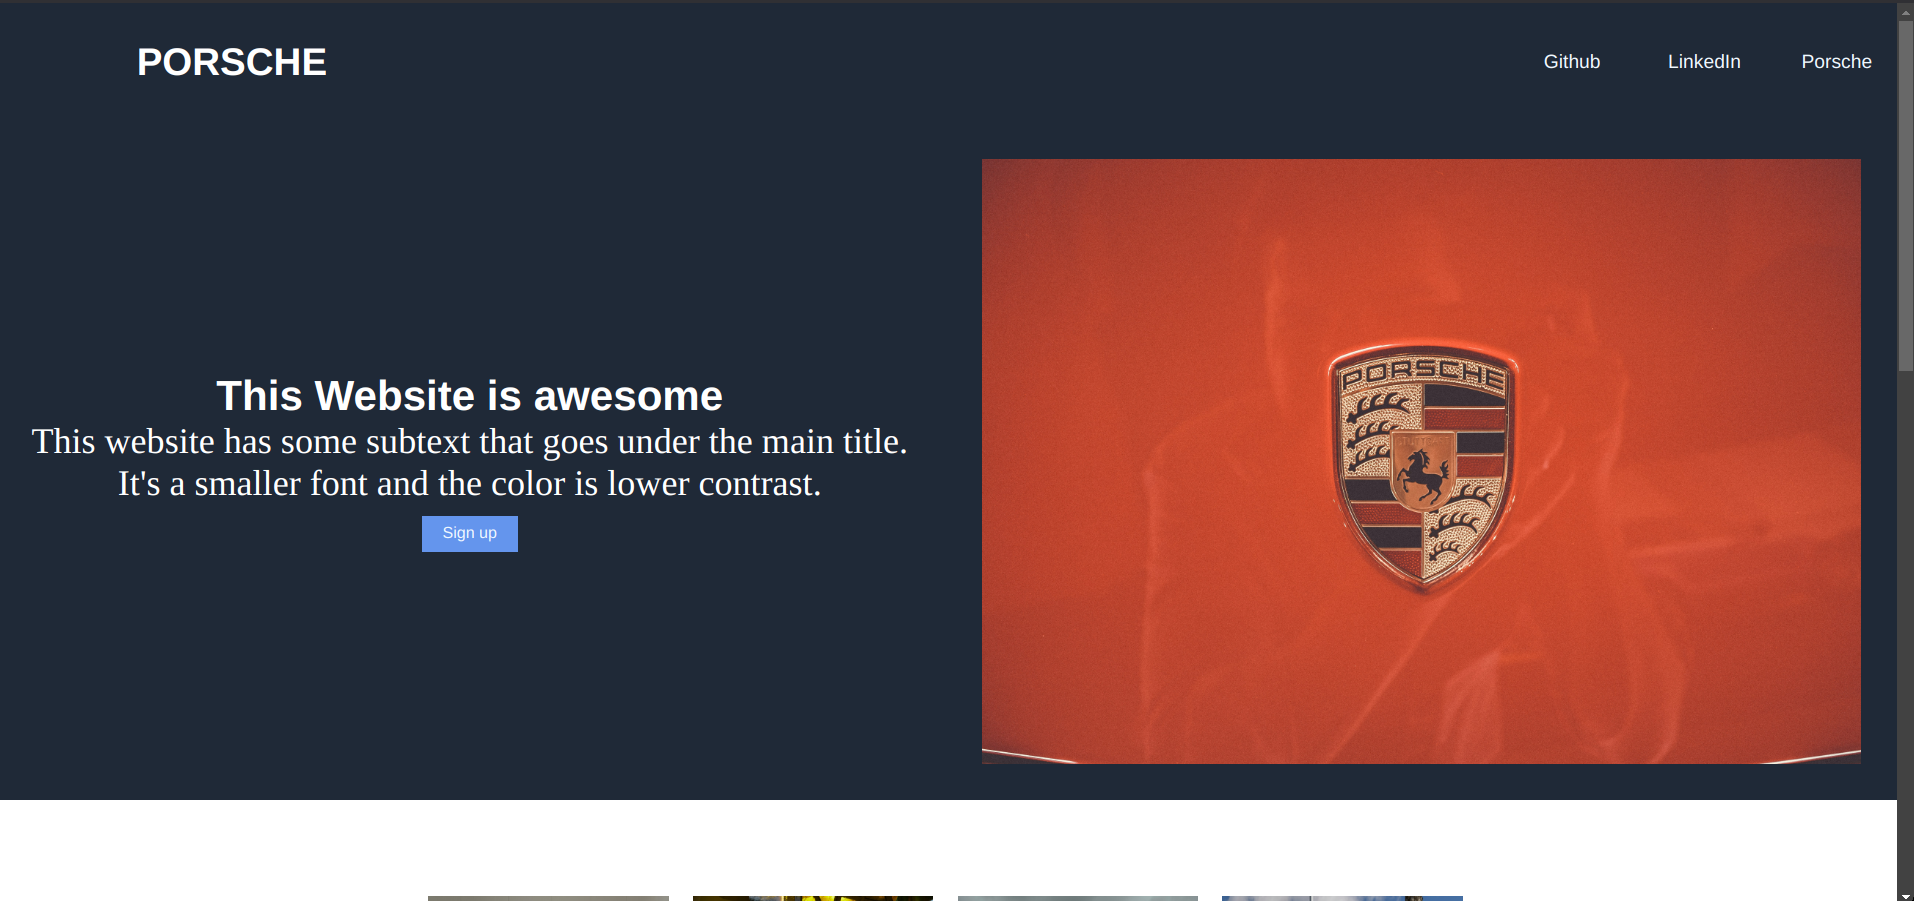 PORSCHE
Github
LinkedIn
Porsche
PORSCHE
This Website is awesome
This website has some subtext that goes under the main title.
It's a smaller font and the color is lower contrast.
Sign up